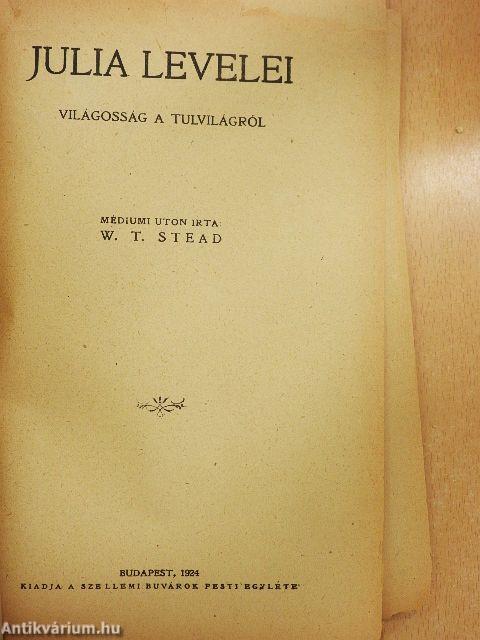 JULIA LEVELEI
VILÁGOSSÁG A TULVILÁGRÓL
MÉDIUMI UTON IRTA:
W. T. STEAD
BUDAPEST, 1924
KIADJA A SZELLEMI BUVÁROK PESTI EGYLETE
Antikvárium.hu